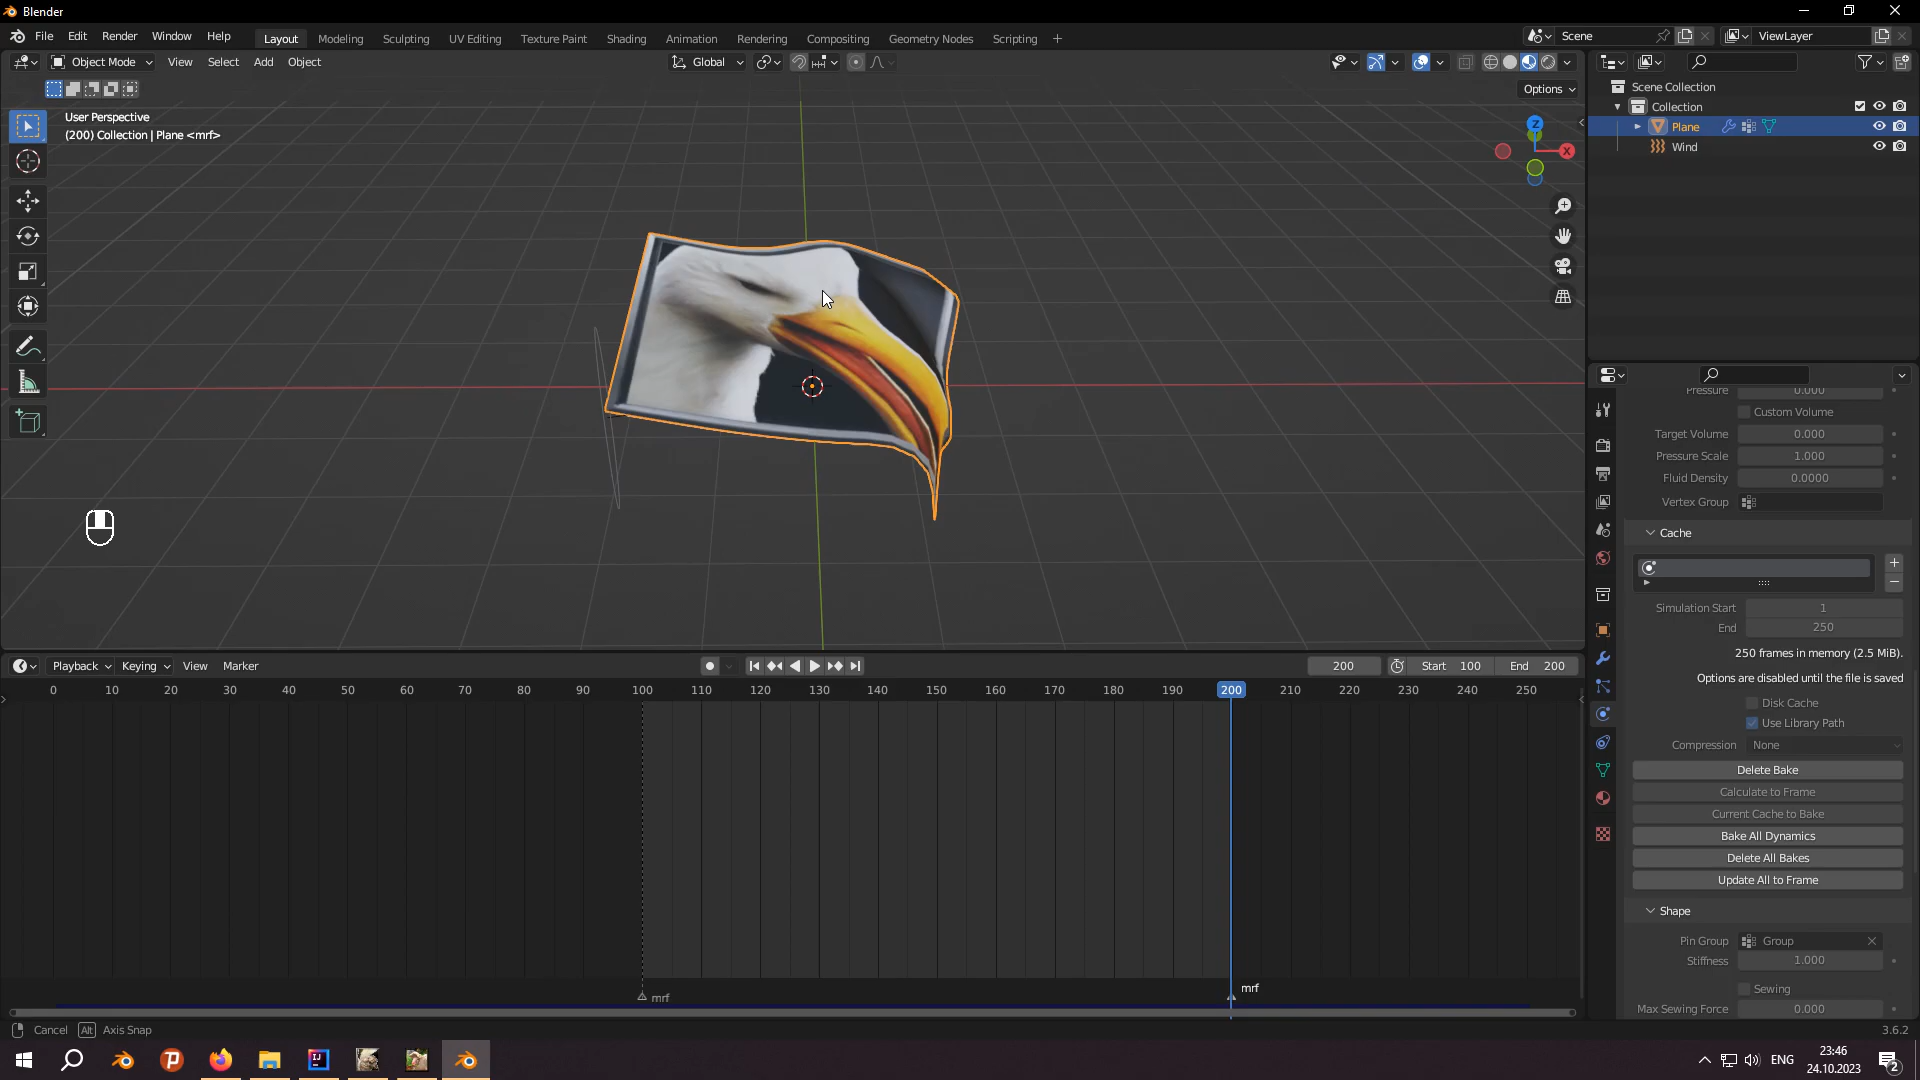 Blender
File Edit Render Window Help Layout Modeling Sculpting UV Editing Texture Paint Shading Animation Rendering Compositing Geometry Nodes Scripting + Scene ViewLayer
Object Mode View Select Add Object Global
Options
User Perspective
(200) Collection | Plane <mrf>
Z
X
Scene Collection
Collection
Plane
Wind
Pressure 0.000
Custom Volume
Target Volume 0.000
Pressure Scale 1.000
Fluid Density 0.0000
Vertex Group
Cache
Simulation Start 1
End 250
250 frames in memory (2.5 MiB).
Options are disabled until the file is saved
Disk Cache
Use Library Path
Compression None
Delete Bake
Calculate to Frame
Current Cache to Bake
Bake All Dynamics
Delete All Bakes
Update All to Frame
Shape
Pin Group Group
Stiffness 1.000
Sewing
Max Sewing Force 0.000
Playback Keying View Marker 200 Start 100 End 200
0 10 20 30 40 50 60 70 80 90 100 110 120 130 140 150 160 170 180 190 200 210 220 230 240 250
mrf mrf
Cancel Alt Axis Snap 3.6.2
ENG 23:46
24.10.2023
2